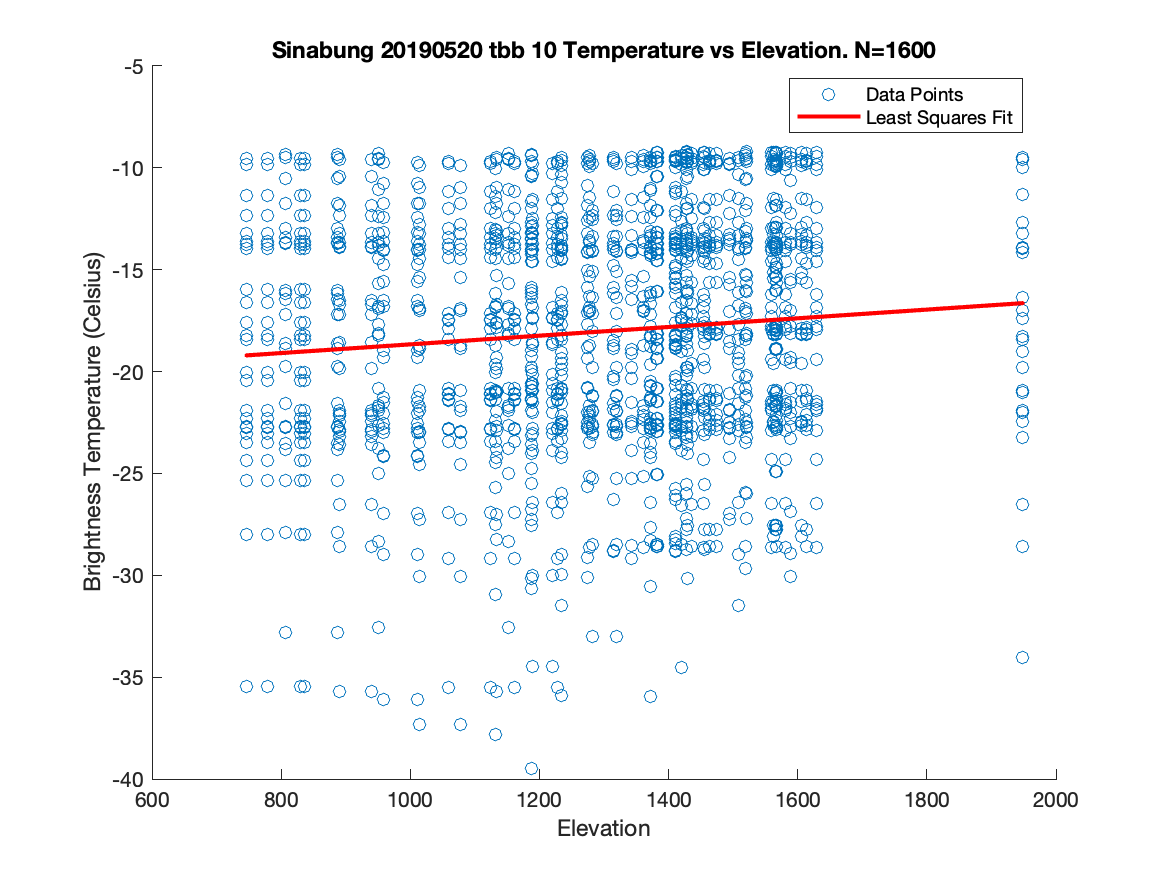 Sinabung 20190520 tbb 10 Temperature vs Elevation. N=1600
Data Points
Least Squares Fit
Brightness Temperature (Celsius)
-5
-10
-15
-20
-25
-30
-35
-40
600 800 1000 1200 1400 1600 1800 2000
Elevation